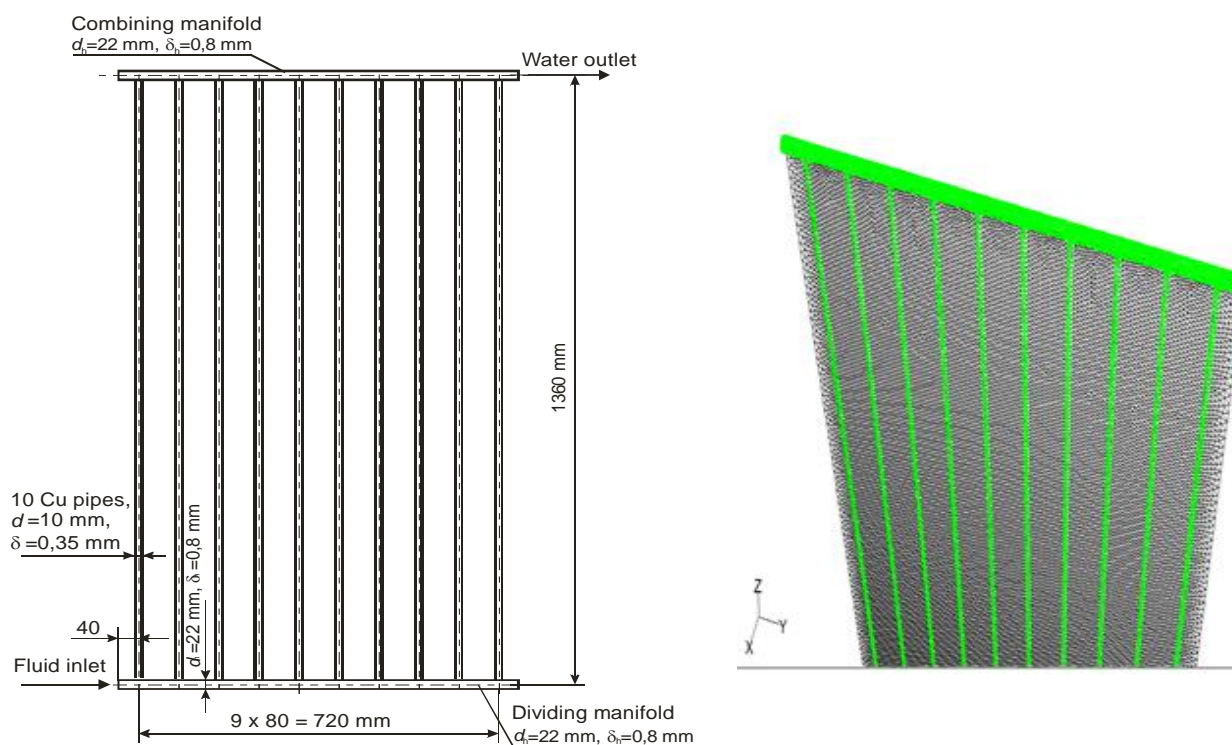 Combining manifold
dₕ=22 mm, δₕ=0,8 mm
Water outlet
1360 mm
10 Cu pipes,
d =10 mm,
δ =0,35 mm
d =22 mm, δ =0,8 mm
40
Fluid inlet
9 x 80 = 720 mm
Dividing manifold
dₕ=22 mm, δₕ=0,8 mm
Z
Y
X